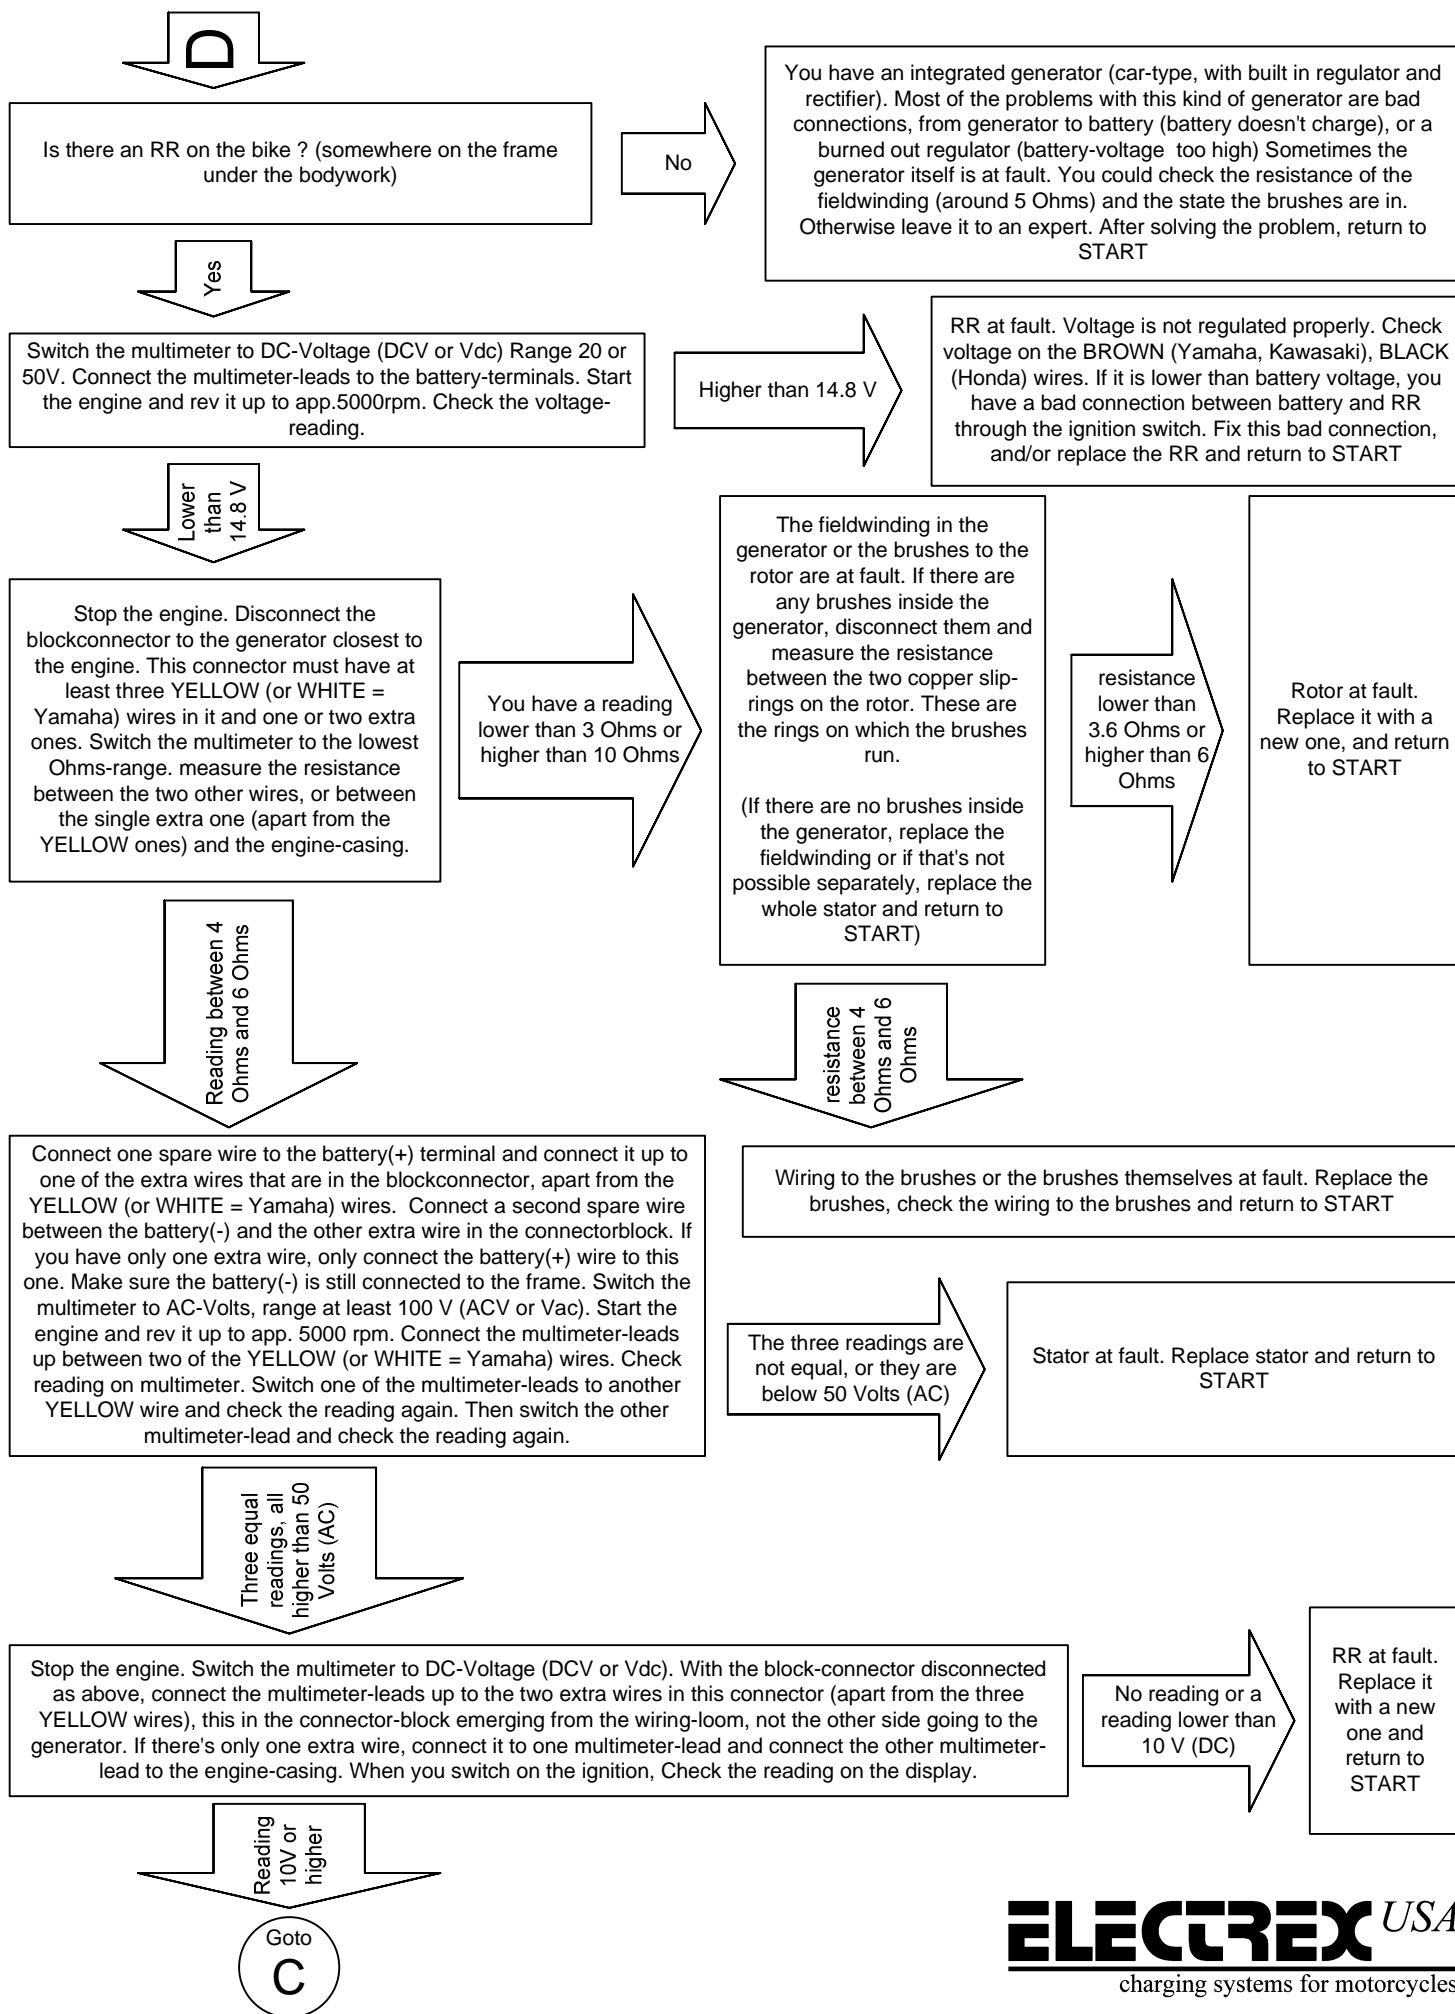 D
Is there an RR on the bike ? (somewhere on the frame
under the bodywork)
No
You have an integrated generator (car-type, with built in regulator and
rectifier). Most of the problems with this kind of generator are bad
connections, from generator to battery (battery doesn't charge), or a
burned out regulator (battery-voltage  too high) Sometimes the
generator itself is at fault. You could check the resistance of the
fieldwinding (around 5 Ohms) and the state the brushes are in.
Otherwise leave it to an expert. After solving the problem, return to
START
Yes
Switch the multimeter to DC-Voltage (DCV or Vdc) Range 20 or
50V. Connect the multimeter-leads to the battery-terminals. Start
the engine and rev it up to app.5000rpm. Check the voltage-
reading.
Higher than 14.8 V
RR at fault. Voltage is not regulated properly. Check
voltage on the BROWN (Yamaha, Kawasaki), BLACK
(Honda) wires. If it is lower than battery voltage, you
have a bad connection between battery and RR
through the ignition switch. Fix this bad connection,
and/or replace the RR and return to START
Lower
than
14.8 V
Stop the engine. Disconnect the
blockconnector to the generator closest to
the engine. This connector must have at
least three YELLOW (or WHITE =
Yamaha) wires in it and one or two extra
ones. Switch the multimeter to the lowest
Ohms-range. measure the resistance
between the two other wires, or between
the single extra one (apart from the
YELLOW ones) and the engine-casing.
You have a reading
lower than 3 Ohms or
higher than 10 Ohms
The fieldwinding in the
generator or the brushes to the
rotor are at fault. If there are
any brushes inside the
generator, disconnect them and
measure the resistance
between the two copper slip-
rings on the rotor. These are
the rings on which the brushes
run.
(If there are no brushes inside
the generator, replace the
fieldwinding or if that's not
possible separately, replace the
whole stator and return to
START)
resistance
lower than
3.6 Ohms or
higher than 6
Ohms
Rotor at fault.
Replace it with a
new one, and return
to START
Reading between 4
Ohms and 6 Ohms
resistance
between 4
Ohms and 6
Ohms
Connect one spare wire to the battery(+) terminal and connect it up to
one of the extra wires that are in the blockconnector, apart from the
YELLOW (or WHITE = Yamaha) wires.  Connect a second spare wire
between the battery(-) and the other extra wire in the connectorblock. If
you have only one extra wire, only connect the battery(+) wire to this
one. Make sure the battery(-) is still connected to the frame. Switch the
multimeter to AC-Volts, range at least 100 V (ACV or Vac). Start the
engine and rev it up to app. 5000 rpm. Connect the multimeter-leads
up between two of the YELLOW (or WHITE = Yamaha) wires. Check
reading on multimeter. Switch one of the multimeter-leads to another
YELLOW wire and check the reading again. Then switch the other
multimeter-lead and check the reading again.
Wiring to the brushes or the brushes themselves at fault. Replace the
brushes, check the wiring to the brushes and return to START
The three readings are
not equal, or they are
below 50 Volts (AC)
Stator at fault. Replace stator and return to
START
Three equal
readings, all
higher than 50
Volts (AC)
Stop the engine. Switch the multimeter to DC-Voltage (DCV or Vdc). With the block-connector disconnected
as above, connect the multimeter-leads up to the two extra wires in this connector (apart from the three
YELLOW wires), this in the connector-block emerging from the wiring-loom, not the other side going to the
generator. If there's only one extra wire, connect it to one multimeter-lead and connect the other multimeter-
lead to the engine-casing. When you switch on the ignition, Check the reading on the display.
No reading or a
reading lower than
10 V (DC)
RR at fault.
Replace it
with a new
one and
return to
START
Reading
10V or
higher
Goto
C
ELECTREX USA
charging systems for motorcycles